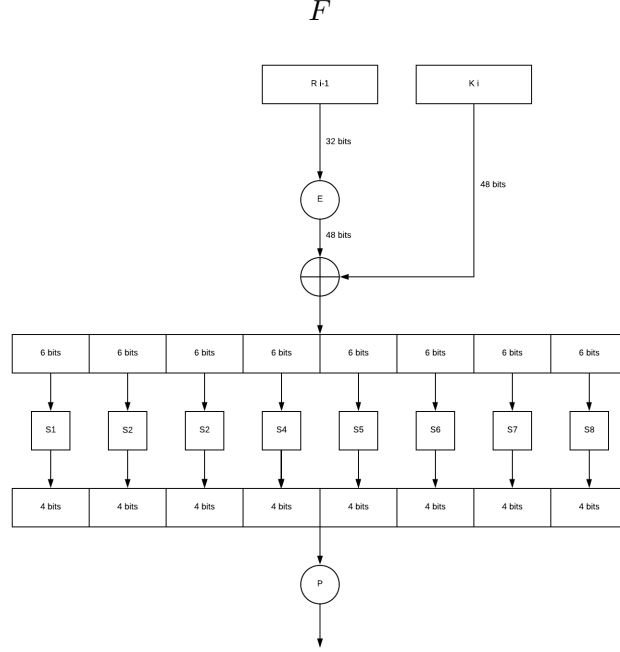 F
R i-1
K i
32 bits
48 bits
E
48 bits
6 bits 6 bits 6 bits 6 bits 6 bits 6 bits 6 bits 6 bits
S1 S2 S2 S4 S5 S6 S7 S8
4 bits 4 bits 4 bits 4 bits 4 bits 4 bits 4 bits 4 bits
P